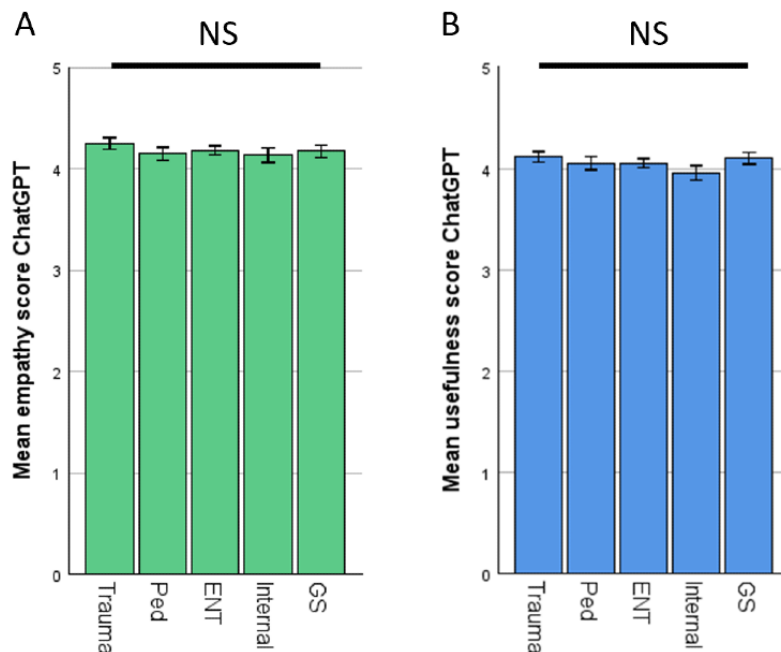 A
NS
Mean empathy score ChatGPT
5
4
3
2
1
0
Trauma
Ped
ENT
Internal
GS
B
NS
Mean usefulness score ChatGPT
5
4
3
2
1
0
Trauma
Ped
ENT
Internal
GS